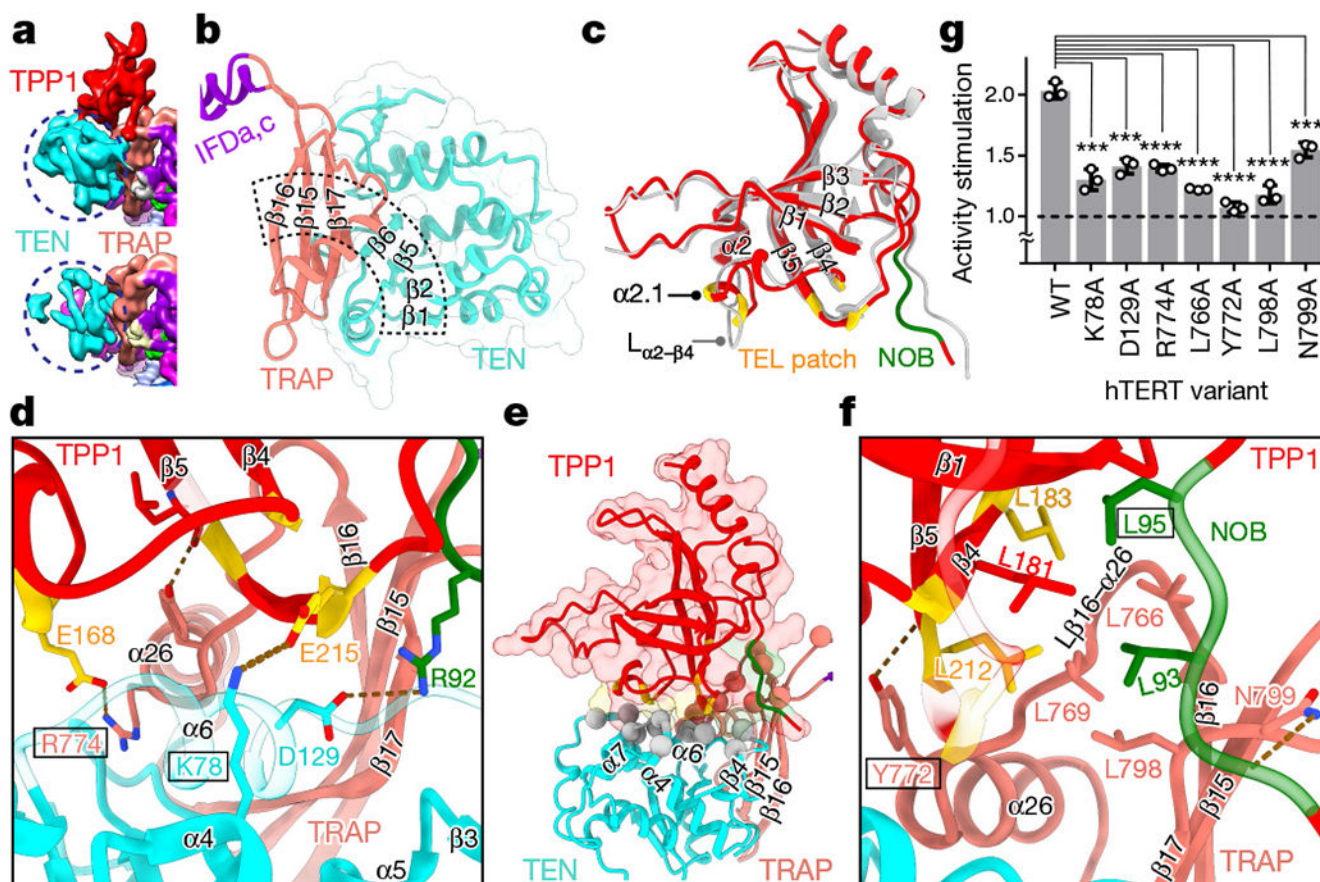 a
TPP1
TEN
TRAP
b
IFDa,c
β16
β15
β17
β6
β5
β2
β1
TRAP
TEN
c
β3
β2
β1
α2
β5
β4
α2.1
Lα2–β4
TEL patch
NOB
g
Activity stimulation
2.0
1.5
1.0
***
***
****
****
****
****
***
WT
K78A
D129A
R774A
L766A
Y772A
L798A
N799A
hTERT variant
d
TPP1
β5
β4
β16
β15
E168
α26
E215
R92
R774
α6
K78
D129
β17
α4
TRAP
α5
β3
e
TPP1
α7
α4
α6
β4
β15
β16
TEN
TRAP
f
β1
TPP1
L183
L95
NOB
β5
β4
L181
Lβ16–α26
L766
L212
L93
β16
N799
L769
Y772
L798
β15
α26
β17
TRAP